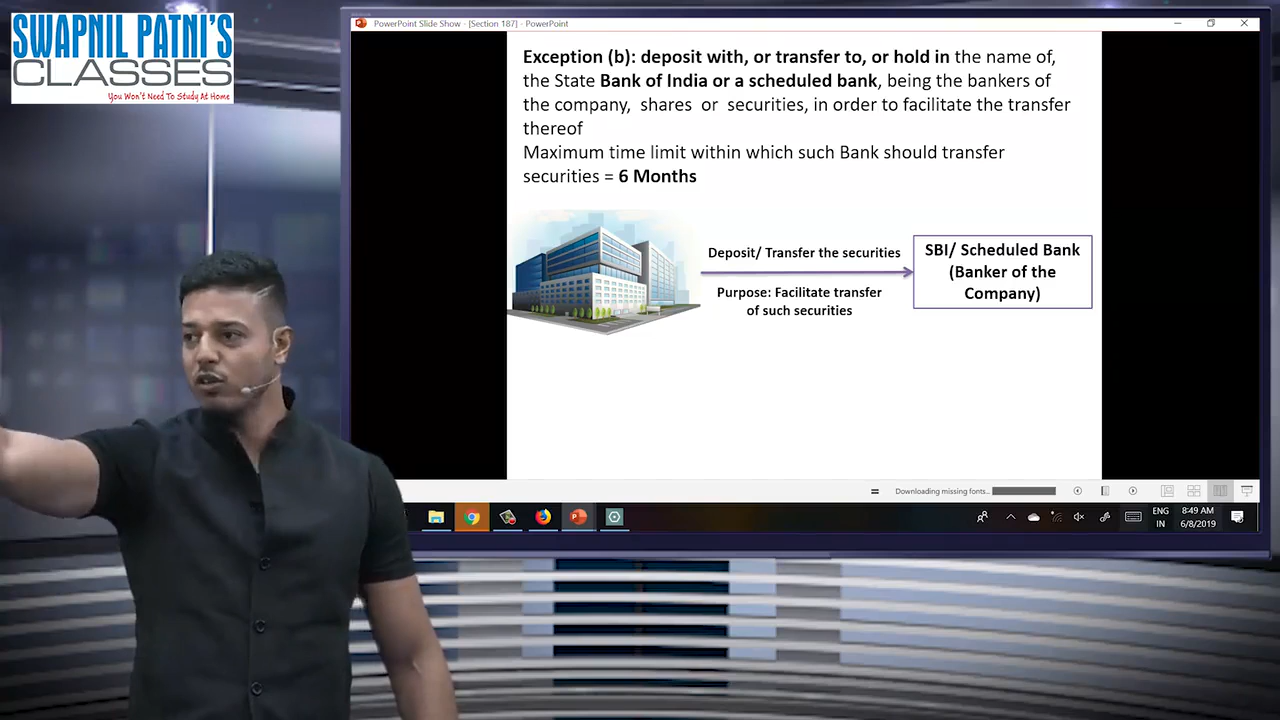 SWAPNIL PATNI'S
CLASSES
You Won't Need To Study At Home
PowerPoint Slide Show - [Section 187] - PowerPoint
Exception (b): deposit with, or transfer to, or hold in the name of,
the State Bank of India or a scheduled bank, being the bankers of
the company, shares or securities, in order to facilitate the transfer
thereof
Maximum time limit within which such Bank should transfer
securities = 6 Months
Deposit/ Transfer the securities
Purpose: Facilitate transfer
of such securities
SBI/ Scheduled Bank
(Banker of the
Company)
Downloading missing fonts...
ENG
IN
8:49 AM
6/8/2019